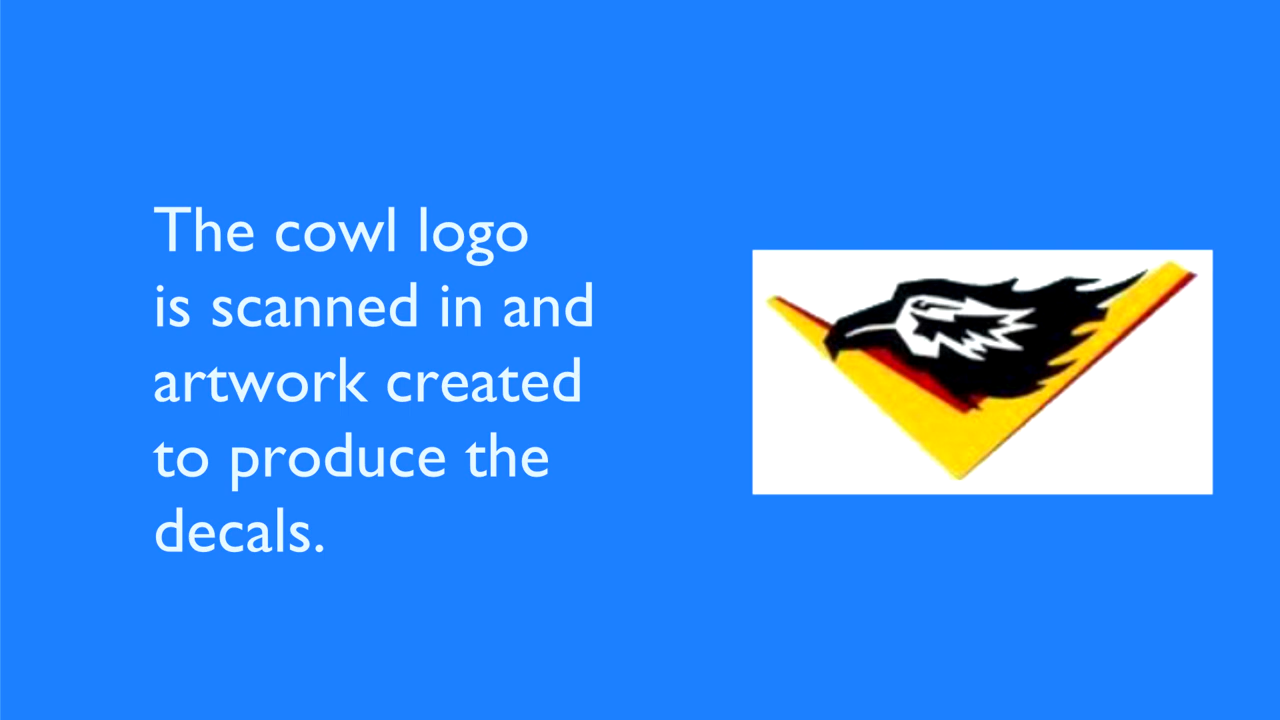 The cowl logo
is scanned in and
artwork created
to produce the
decals.